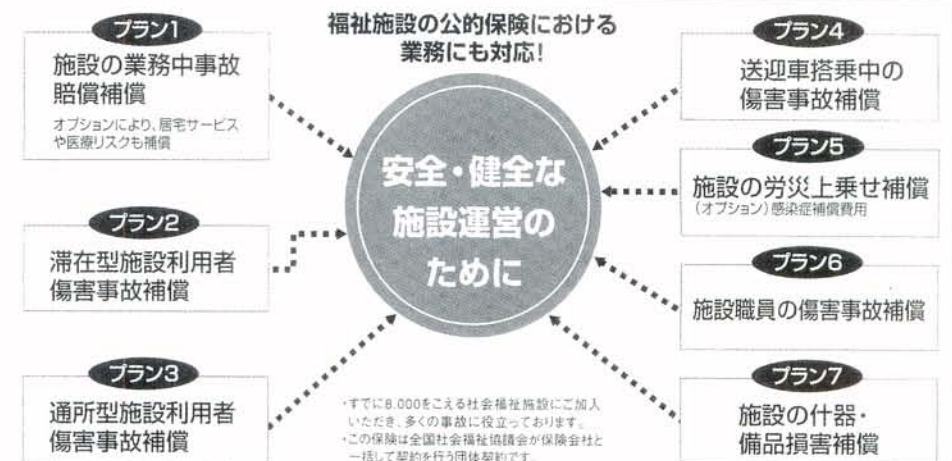 福祉施設の公的保険における
業務にも対応!
プラン1
施設の業務中事故
賠償補償
オプションにより、居宅サービス
や医療リスクも補償
プラン2
滞在型施設利用者
傷害事故補償
プラン3
通所型施設利用者
傷害事故補償
安全・健全な
施設運営の
ために
プラン4
送迎車搭乗中の
傷害事故補償
プラン5
施設の労災上乗せ補償
(オプション)感染症補償費用
プラン6
施設職員の傷害事故補償
プラン7
施設の什器・
備品損害補償
・すでに8,000をこえる社会福祉施設にご加入
いただき、多くの事故に役立っております。
・この保険は全国社会福祉協議会が保険会社と
一括して契約を行う団体契約です。